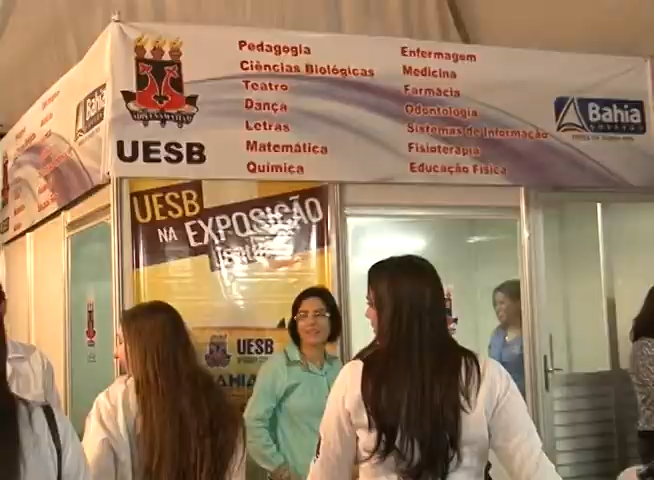 Pedagogia
Ciências Biológicas
Teatro
Dança
Letras
Matemática
Química
Enfermagem
Medicina
Farmácia
Odontologia
Sistemas de Informação
Fisioterapia
Educação Física
UESB
Bahia
Bahia
UESB
NA EXPOSIÇÃO
UESB
BAHIA